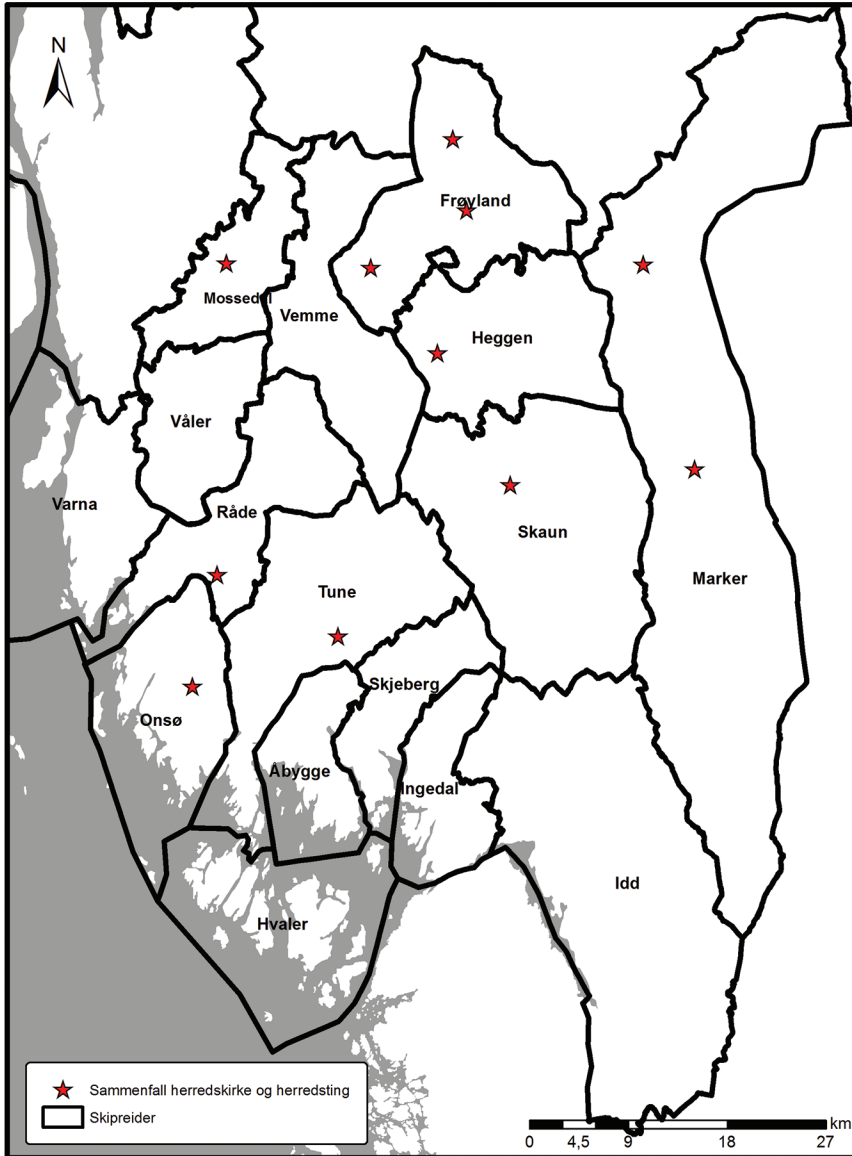 N
Frøyland
Mossedal
Vemme
Heggen
Våler
Varna
Råde
Skaun
Tune
Marker
Skjeberg
Onsø
Åbygge
Ingedal
Idd
Hvaler
Sammenfall herredskirke og herredsting
Skipreider
km
0 4,5 9 18 27